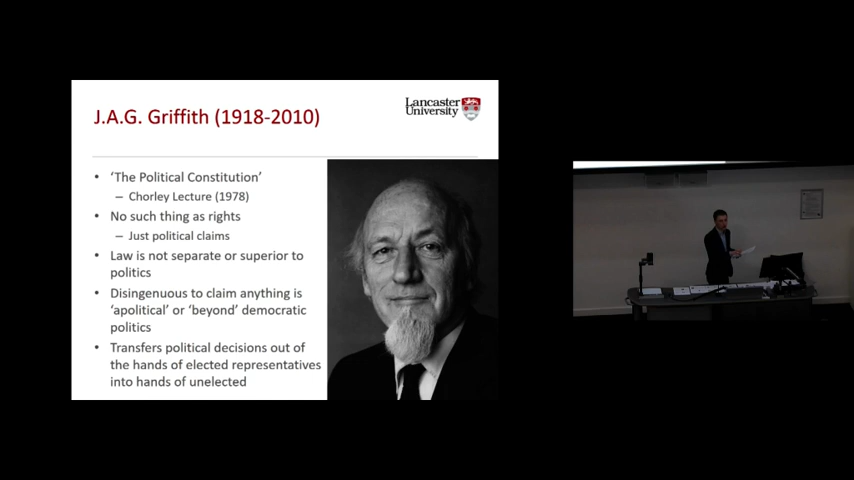 J.A.G. Griffith (1918-2010)
Lancaster
University
• ‘The Political Constitution’
– Chorley Lecture (1978)
• No such thing as rights
– Just political claims
• Law is not separate or superior to
politics
• Disingenuous to claim anything is
‘apolitical’ or ‘beyond’ democratic
politics
• Transfers political decisions out of
the hands of elected representatives
into hands of unelected